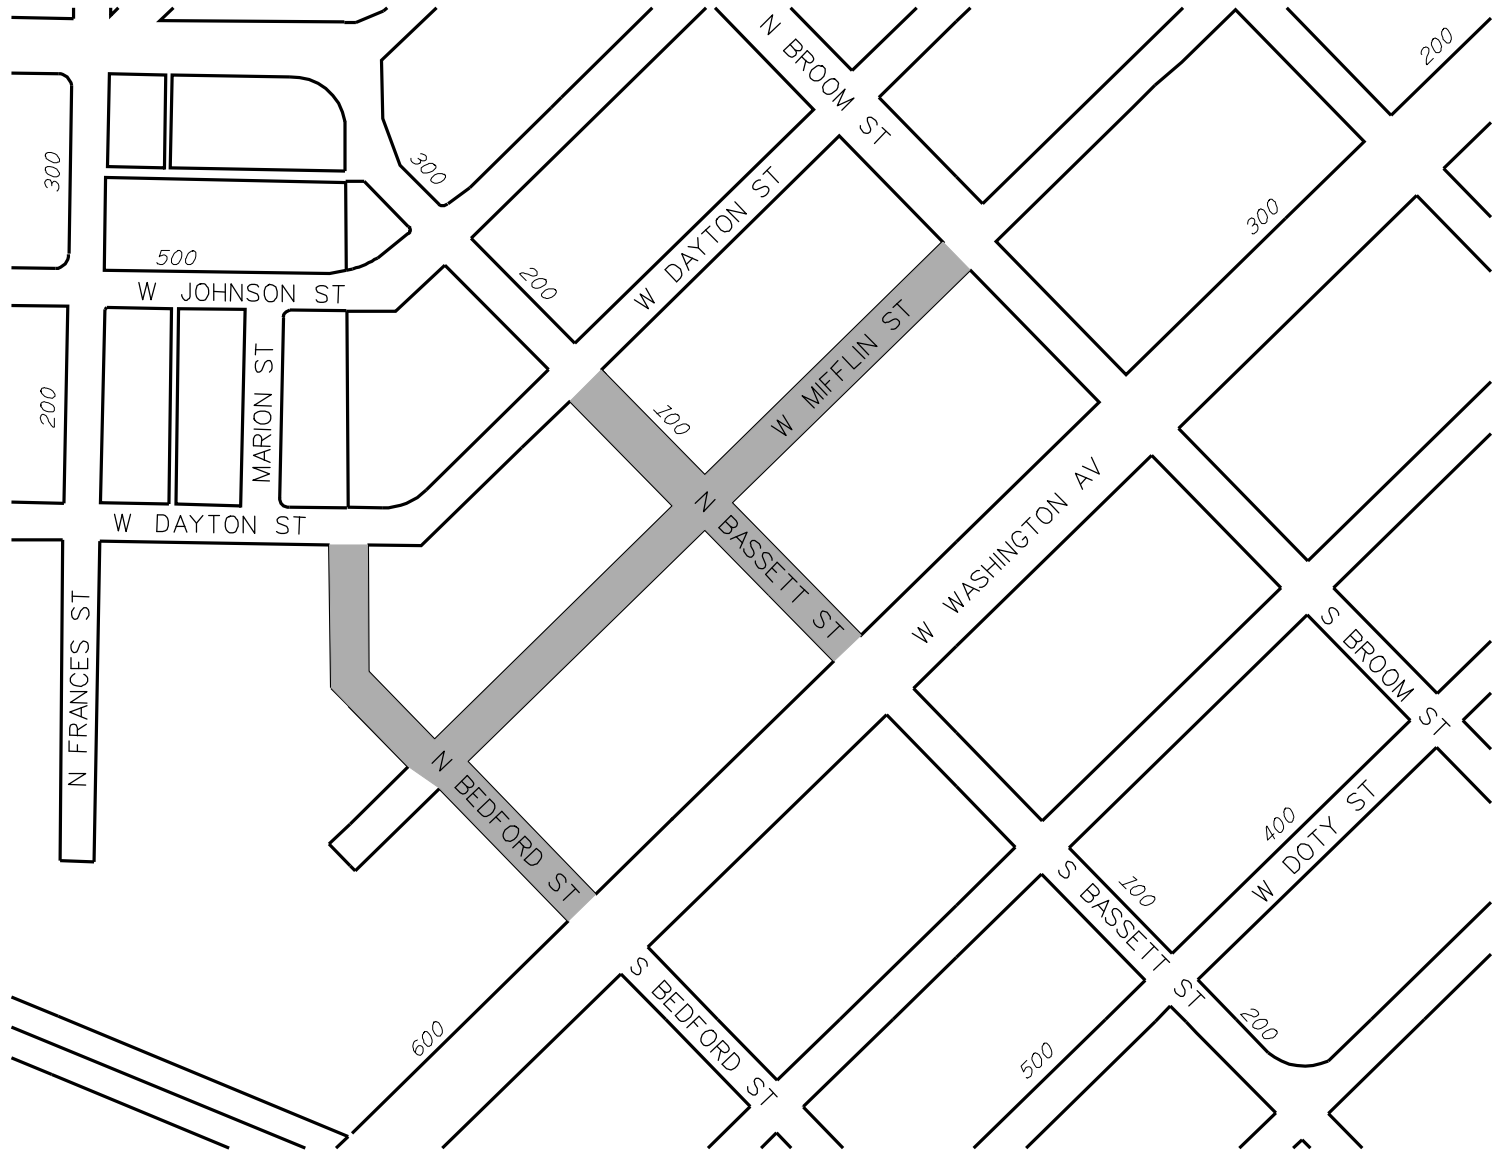 N BROOM ST
200
300
300
W DAYTON ST
300
500
200
W JOHNSON ST
W MIFFLIN ST
MARION ST
200
100
W DAYTON ST
N BASSETT ST
W WASHINGTON AV
N FRANCES ST
S BROOM ST
N BEDFORD ST
400
W DOTY ST
100
S BASSETT ST
S BEDFORD ST
200
600
500